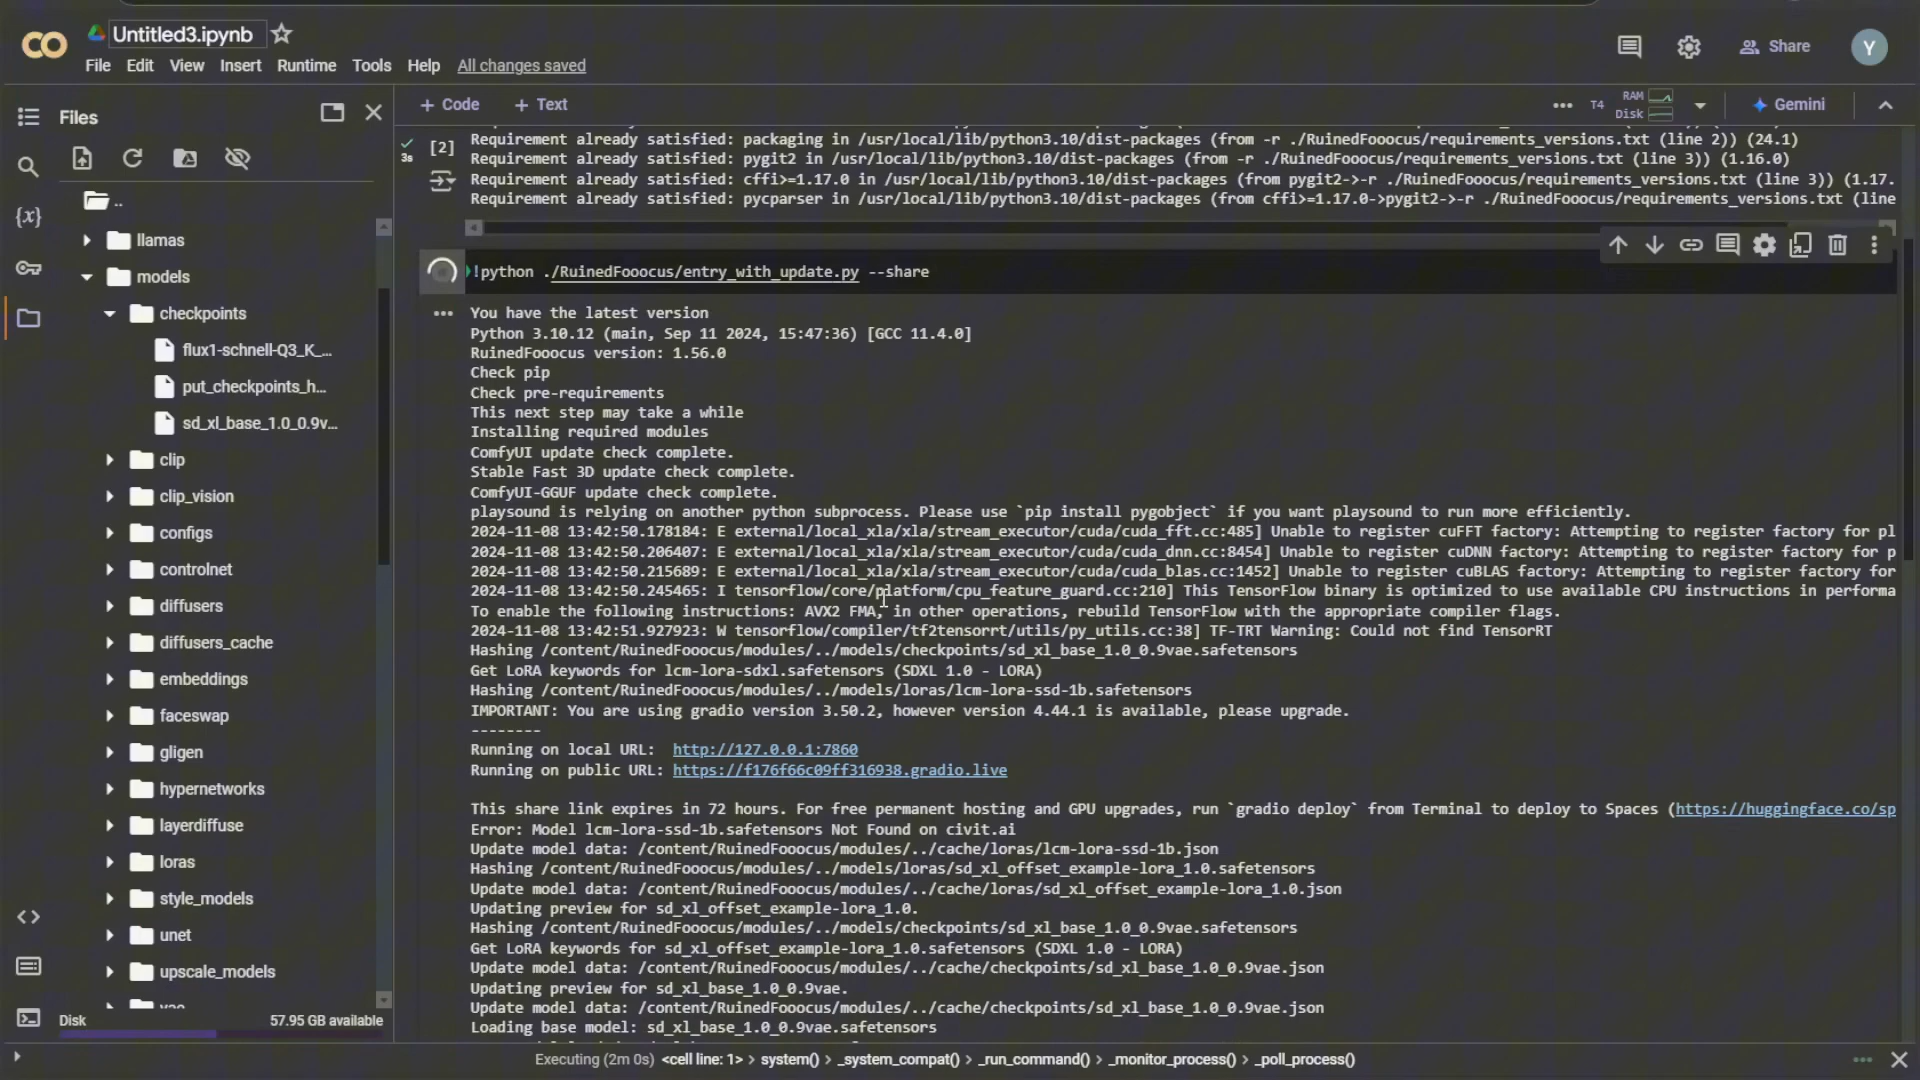 Untitled3.ipynb
File Edit View Insert Runtime Tools Help All changes saved
Share
Y
Files
+ Code + Text
T4 RAM Disk
Gemini
..
llamas
models
checkpoints
flux1-schnell-Q3_K_...
put_checkpoints_h...
sd_xl_base_1.0_0.9v...
clip
clip_vision
configs
controlnet
diffusers
diffusers_cache
embeddings
faceswap
gligen
hypernetworks
layerdiffuse
loras
style_models
unet
upscale_models
Disk 57.95 GB available
3s
[2]
Requirement already satisfied: packaging in /usr/local/lib/python3.10/dist-packages (from -r ./RuinedFooocus/requirements_versions.txt (line 2)) (24.1)
Requirement already satisfied: pygit2 in /usr/local/lib/python3.10/dist-packages (from -r ./RuinedFooocus/requirements_versions.txt (line 3)) (1.16.0)
Requirement already satisfied: cffi>=1.17.0 in /usr/local/lib/python3.10/dist-packages (from pygit2->-r ./RuinedFooocus/requirements_versions.txt (line 3)) (1.17.
Requirement already satisfied: pycparser in /usr/local/lib/python3.10/dist-packages (from cffi>=1.17.0->pygit2->-r ./RuinedFooocus/requirements_versions.txt (line
!python ./RuinedFooocus/entry_with_update.py --share
You have the latest version
Python 3.10.12 (main, Sep 11 2024, 15:47:36) [GCC 11.4.0]
RuinedFooocus version: 1.56.0
Check pip
Check pre-requirements
This next step may take a while
Installing required modules
ComfyUI update check complete.
Stable Fast 3D update check complete.
ComfyUI-GGUF update check complete.
playsound is relying on another python subprocess. Please use `pip install pygobject` if you want playsound to run more efficiently.
2024-11-08 13:42:50.178184: E external/local_xla/xla/stream_executor/cuda/cuda_fft.cc:485] Unable to register cuFFT factory: Attempting to register factory for pl
2024-11-08 13:42:50.206407: E external/local_xla/xla/stream_executor/cuda/cuda_dnn.cc:8454] Unable to register cuDNN factory: Attempting to register factory for p
2024-11-08 13:42:50.215689: E external/local_xla/xla/stream_executor/cuda/cuda_blas.cc:1452] Unable to register cuBLAS factory: Attempting to register factory for
2024-11-08 13:42:50.245465: I tensorflow/core/platform/cpu_feature_guard.cc:210] This TensorFlow binary is optimized to use available CPU instructions in performa
To enable the following instructions: AVX2 FMA, in other operations, rebuild TensorFlow with the appropriate compiler flags.
2024-11-08 13:42:51.927923: W tensorflow/compiler/tf2tensorrt/utils/py_utils.cc:38] TF-TRT Warning: Could not find TensorRT
Hashing /content/RuinedFooocus/modules/../models/checkpoints/sd_xl_base_1.0_0.9vae.safetensors
Get LoRA keywords for lcm-lora-sdxl.safetensors (SDXL 1.0 - LORA)
Hashing /content/RuinedFooocus/modules/../models/loras/lcm-lora-ssd-1b.safetensors
IMPORTANT: You are using gradio version 3.50.2, however version 4.44.1 is available, please upgrade.
--------
Running on local URL:  http://127.0.0.1:7860
Running on public URL: https://f176f66c09ff316938.gradio.live
This share link expires in 72 hours. For free permanent hosting and GPU upgrades, run `gradio deploy` from Terminal to deploy to Spaces (https://huggingface.co/sp
Error: Model lcm-lora-ssd-1b.safetensors Not Found on civit.ai
Update model data: /content/RuinedFooocus/modules/../cache/loras/lcm-lora-ssd-1b.json
Hashing /content/RuinedFooocus/modules/../models/loras/sd_xl_offset_example-lora_1.0.safetensors
Update model data: /content/RuinedFooocus/modules/../cache/loras/sd_xl_offset_example-lora_1.0.json
Updating preview for sd_xl_offset_example-lora_1.0.
Hashing /content/RuinedFooocus/modules/../models/checkpoints/sd_xl_base_1.0_0.9vae.safetensors
Get LoRA keywords for sd_xl_offset_example-lora_1.0.safetensors (SDXL 1.0 - LORA)
Update model data: /content/RuinedFooocus/modules/../cache/checkpoints/sd_xl_base_1.0_0.9vae.json
Updating preview for sd_xl_base_1.0_0.9vae.
Update model data: /content/RuinedFooocus/modules/../cache/checkpoints/sd_xl_base_1.0_0.9vae.json
Loading base model: sd_xl_base_1.0_0.9vae.safetensors
Executing (2m 0s) <cell line: 1> > system() > _system_compat() > _run_command() > _monitor_process() > _poll_process()